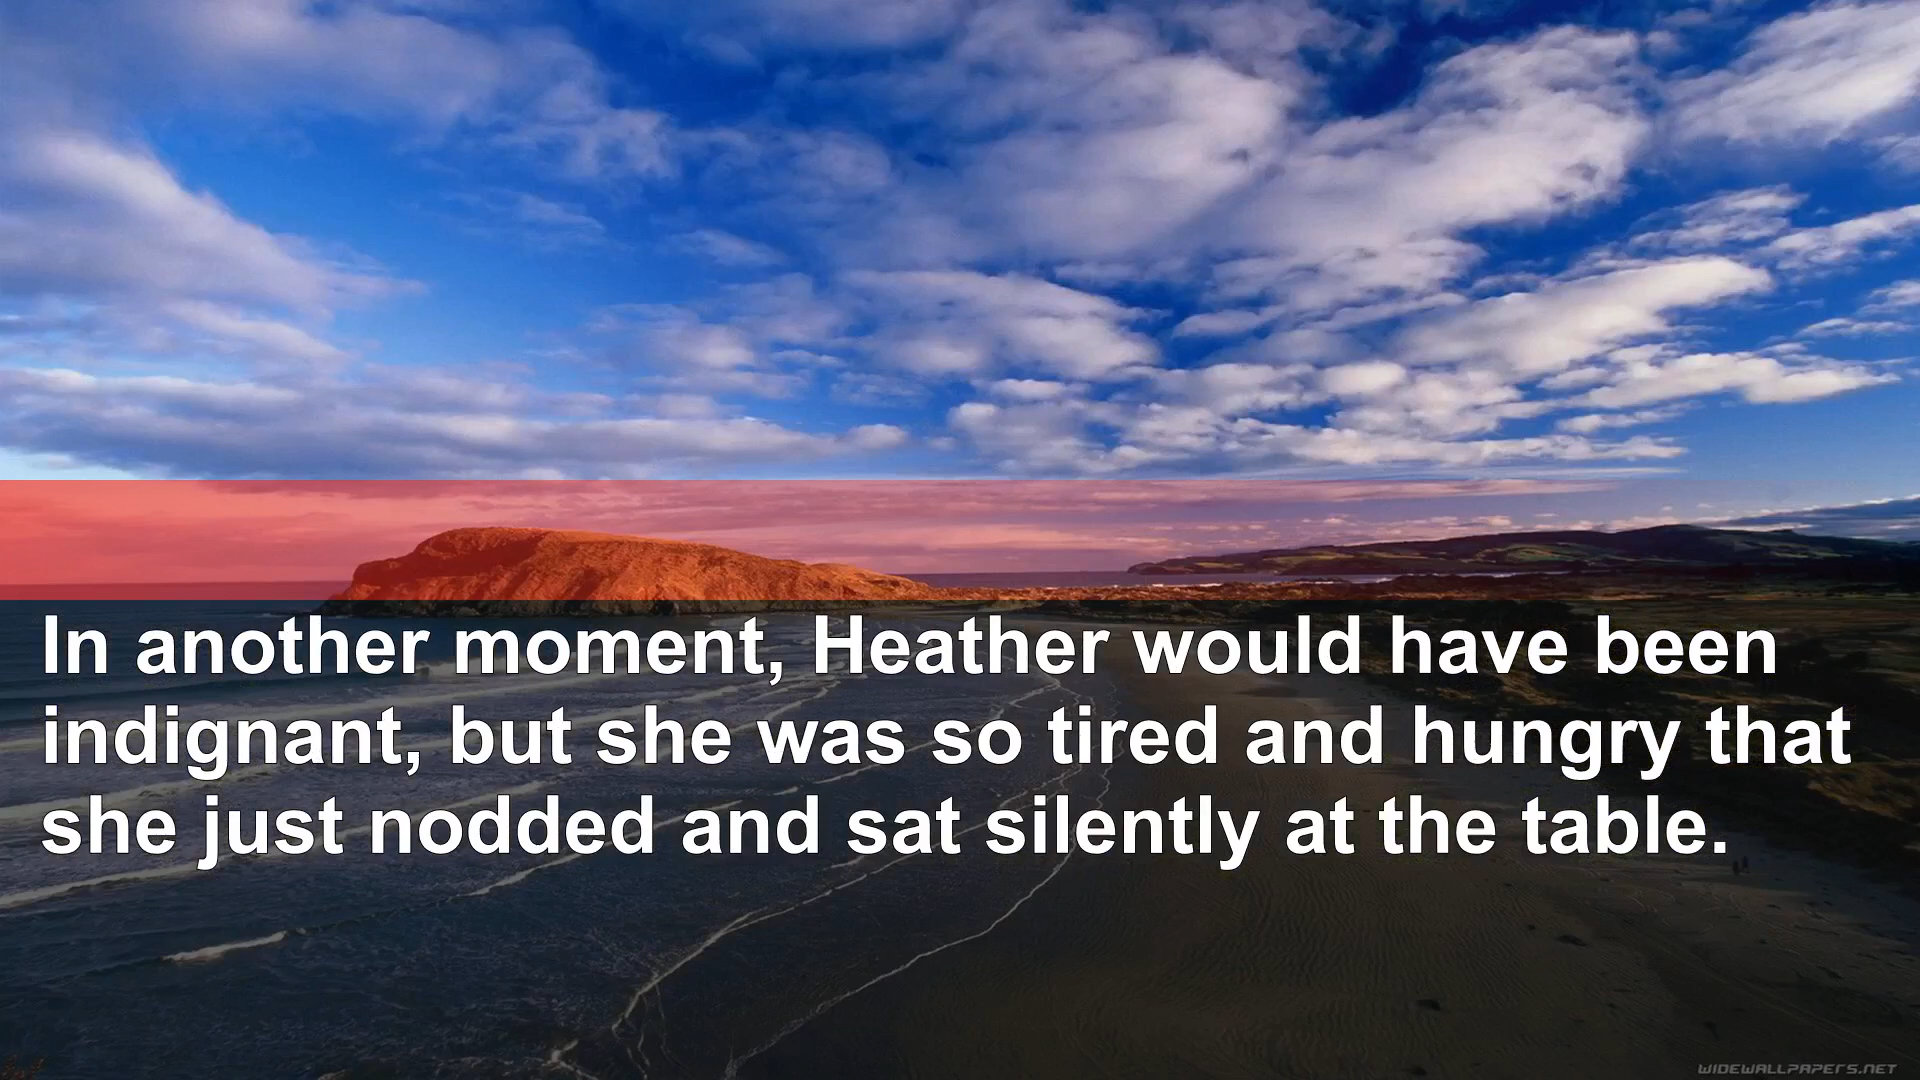 In another moment, Heather would have been
indignant, but she was so tired and hungry that
she just nodded and sat silently at the table.
WIDEWALLPAPERS.NET